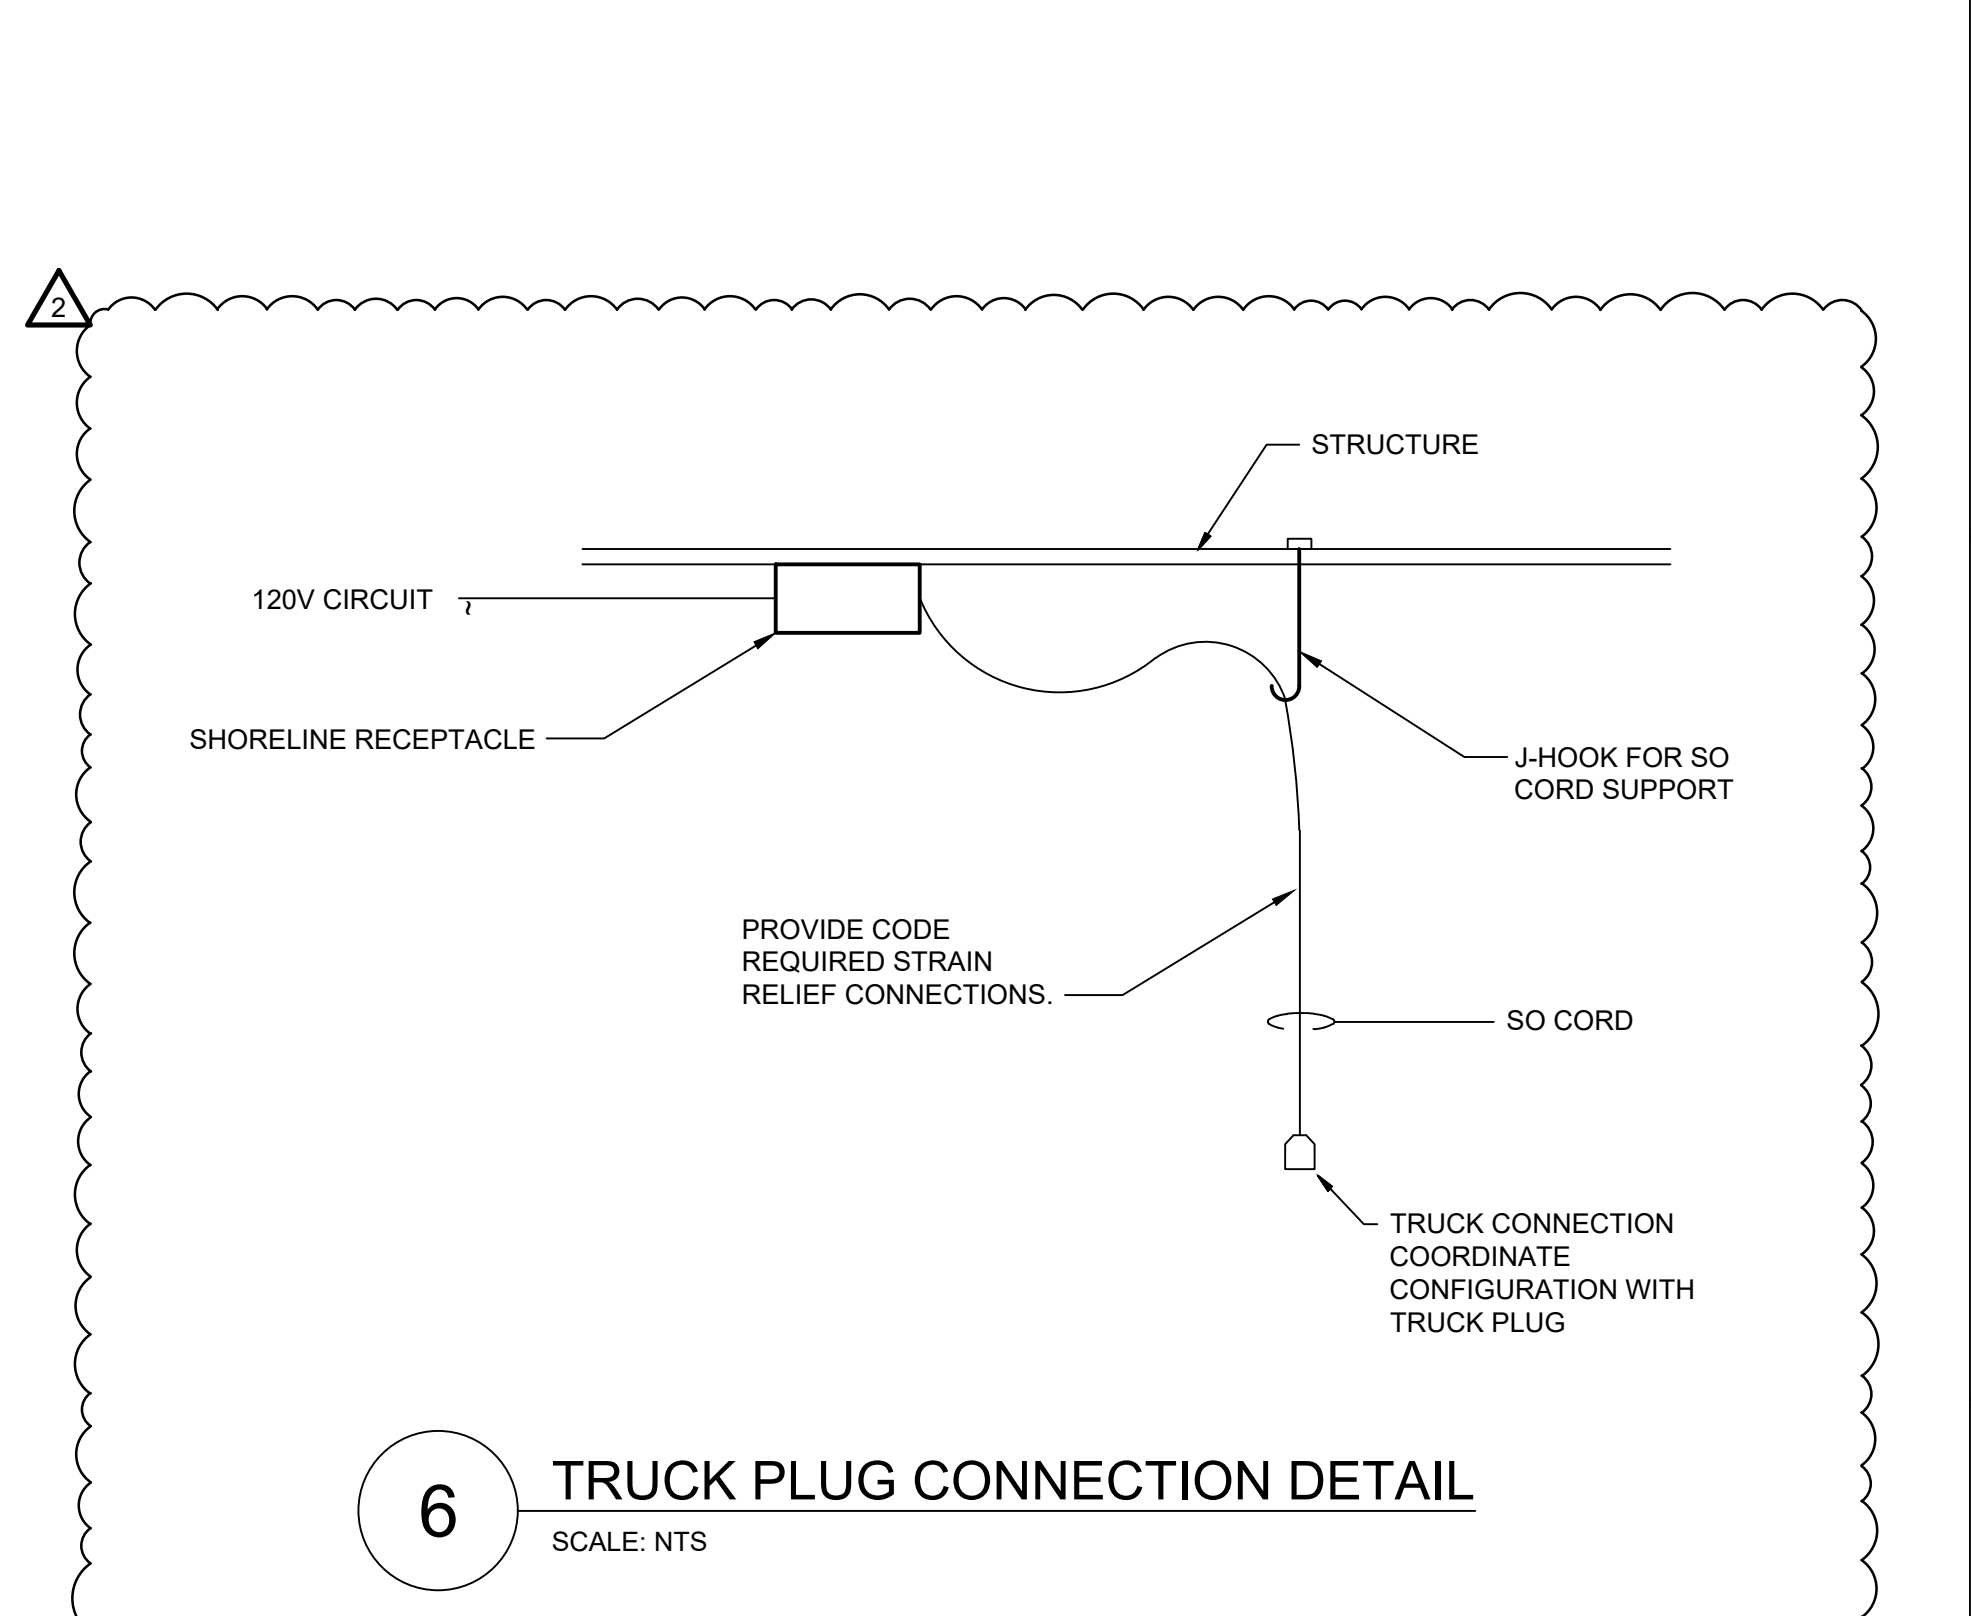 2
STRUCTURE
120V CIRCUIT
SHORELINE RECEPTACLE
J-HOOK FOR SO
CORD SUPPORT
PROVIDE CODE
REQUIRED STRAIN
RELIEF CONNECTIONS.
SO CORD
TRUCK CONNECTION
COORDINATE
CONFIGURATION WITH
TRUCK PLUG
6
TRUCK PLUG CONNECTION DETAIL
SCALE: NTS